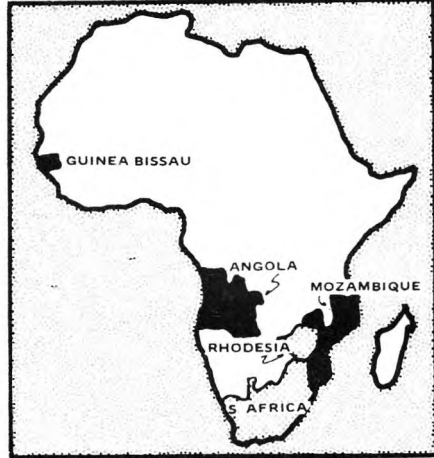 GUINEA BISSAU
ANGOLA
MOZAMBIQUE
RHODESIA
S AFRICA